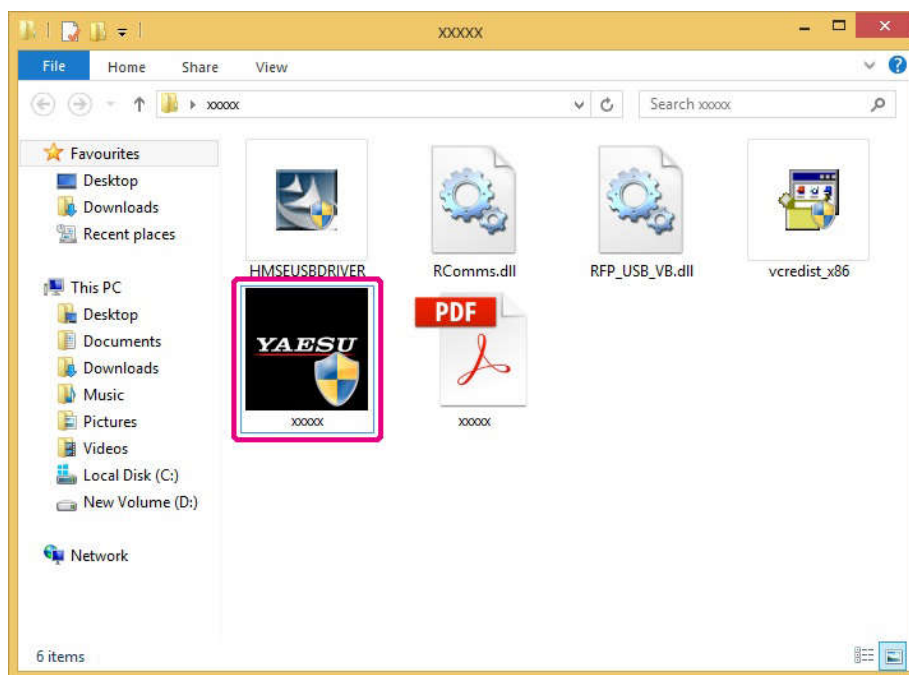 xxxxx
File Home Share View
xxxxx
Search xxxxx
Favourites
Desktop
Downloads
Recent places
This PC
Desktop
Documents
Downloads
Music
Pictures
Videos
Local Disk (C:)
New Volume (D:)
Network
HMSEUSBDRIVER
RComms.dll
RFP_USB_VB.dll
vcredist_x86
YAESU
xxxxx
PDF
xxxxx
6 items